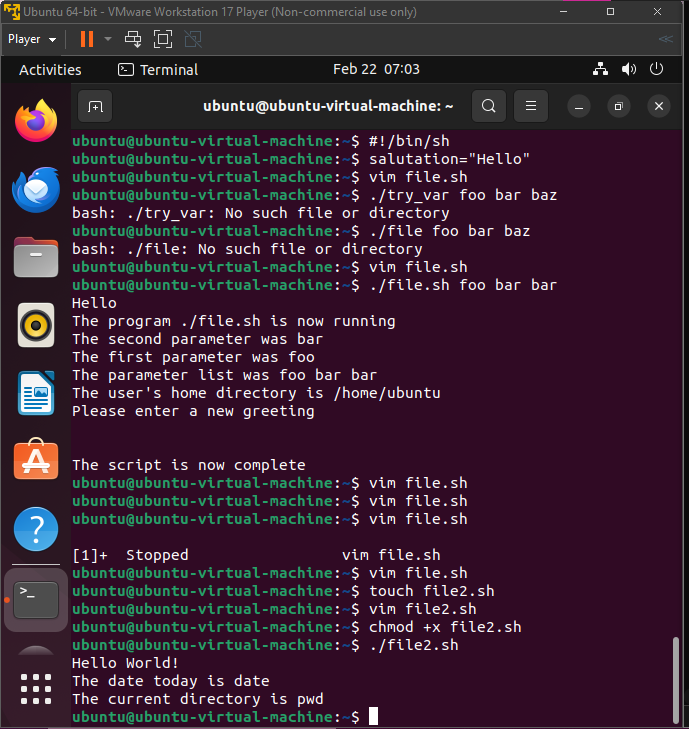 Ubuntu 64-bit - VMware Workstation 17 Player (Non-commercial use only)
Player
Activities
Terminal
Feb 22 07:03
ubuntu@ubuntu-virtual-machine: ~
ubuntu@ubuntu-virtual-machine:~$ #!/bin/sh
ubuntu@ubuntu-virtual-machine:~$ salutation="Hello"
ubuntu@ubuntu-virtual-machine:~$ vim file.sh
ubuntu@ubuntu-virtual-machine:~$ ./try_var foo bar baz
bash: ./try_var: No such file or directory
ubuntu@ubuntu-virtual-machine:~$ ./file foo bar baz
bash: ./file: No such file or directory
ubuntu@ubuntu-virtual-machine:~$ vim file.sh
ubuntu@ubuntu-virtual-machine:~$ ./file.sh foo bar bar
Hello
The program ./file.sh is now running
The second parameter was bar
The first parameter was foo
The parameter list was foo bar bar
The user's home directory is /home/ubuntu
Please enter a new greeting
The script is now complete
ubuntu@ubuntu-virtual-machine:~$ vim file.sh
ubuntu@ubuntu-virtual-machine:~$ vim file.sh
ubuntu@ubuntu-virtual-machine:~$ vim file.sh
[1]+  Stopped                 vim file.sh
ubuntu@ubuntu-virtual-machine:~$ vim file.sh
ubuntu@ubuntu-virtual-machine:~$ touch file2.sh
ubuntu@ubuntu-virtual-machine:~$ vim file2.sh
ubuntu@ubuntu-virtual-machine:~$ chmod +x file2.sh
ubuntu@ubuntu-virtual-machine:~$ ./file2.sh
Hello World!
The date today is date
The current directory is pwd
ubuntu@ubuntu-virtual-machine:~$